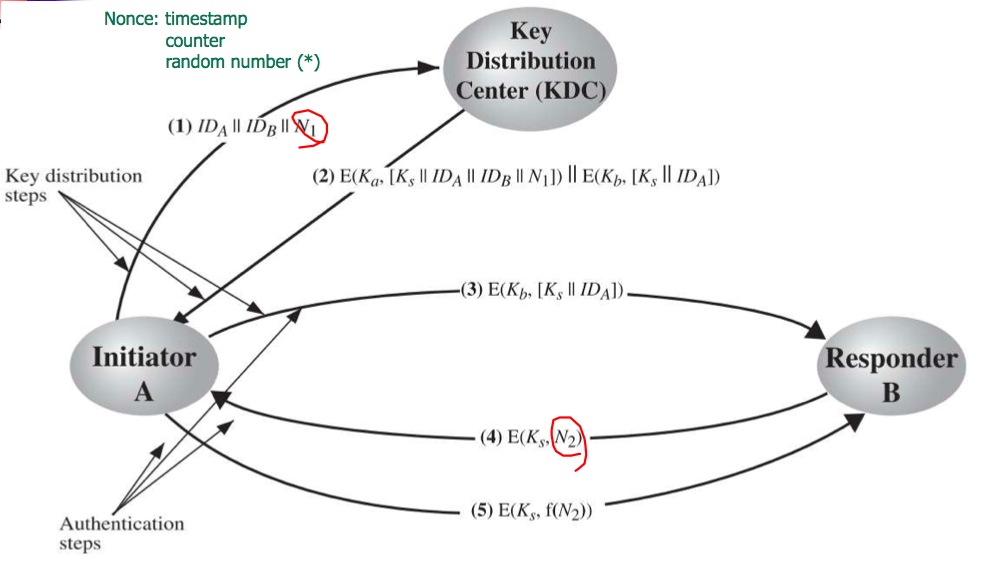 Nonce: timestamp
counter
random number (*)
Key
Distribution
Center (KDC)
(1) ID_A || ID_B || N_1
Key distribution
steps
(2) E(K_a, [K_s || ID_A || ID_B || N_1]) || E(K_b, [K_s || ID_A])
(3) E(K_b, [K_s || ID_A])
Initiator
A
Responder
B
(4) E(K_s, N_2)
(5) E(K_s, f(N_2))
Authentication
steps